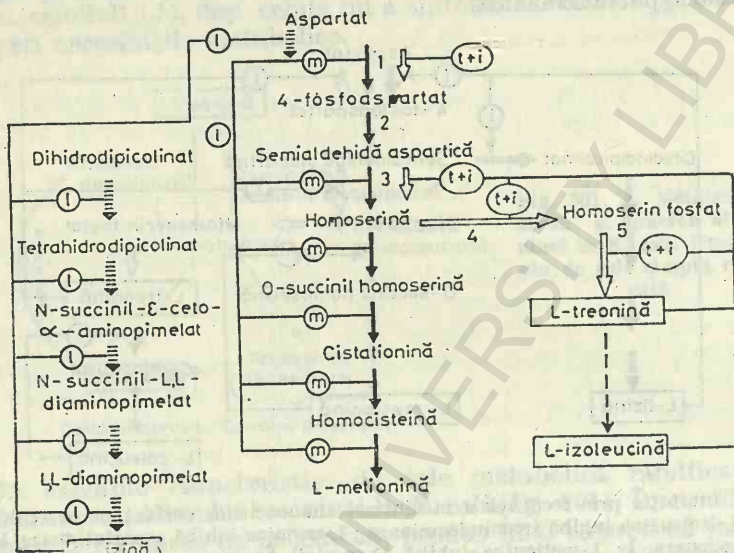 Aspartat
l
m
1
t+i
4-fosfoaspartat
l
2
Dihidrodipicolinat
Semialdehidă aspartică
l
m
3
t+i
t+i
Homoserină
4
Homoserin fosfat
Tetrahidrodipicolinat
m
5
t+i
l
O-succinil homoserină
N-succinil-ε-ceto-
α-aminopimelat
m
L-treonină
l
Cistationină
N-succinil-L,L-
diaminopimelat
m
l
Homocisteină
L,L-diaminopimelat
m
L-izoleucină
l
L-metionină
UNIVERSITY